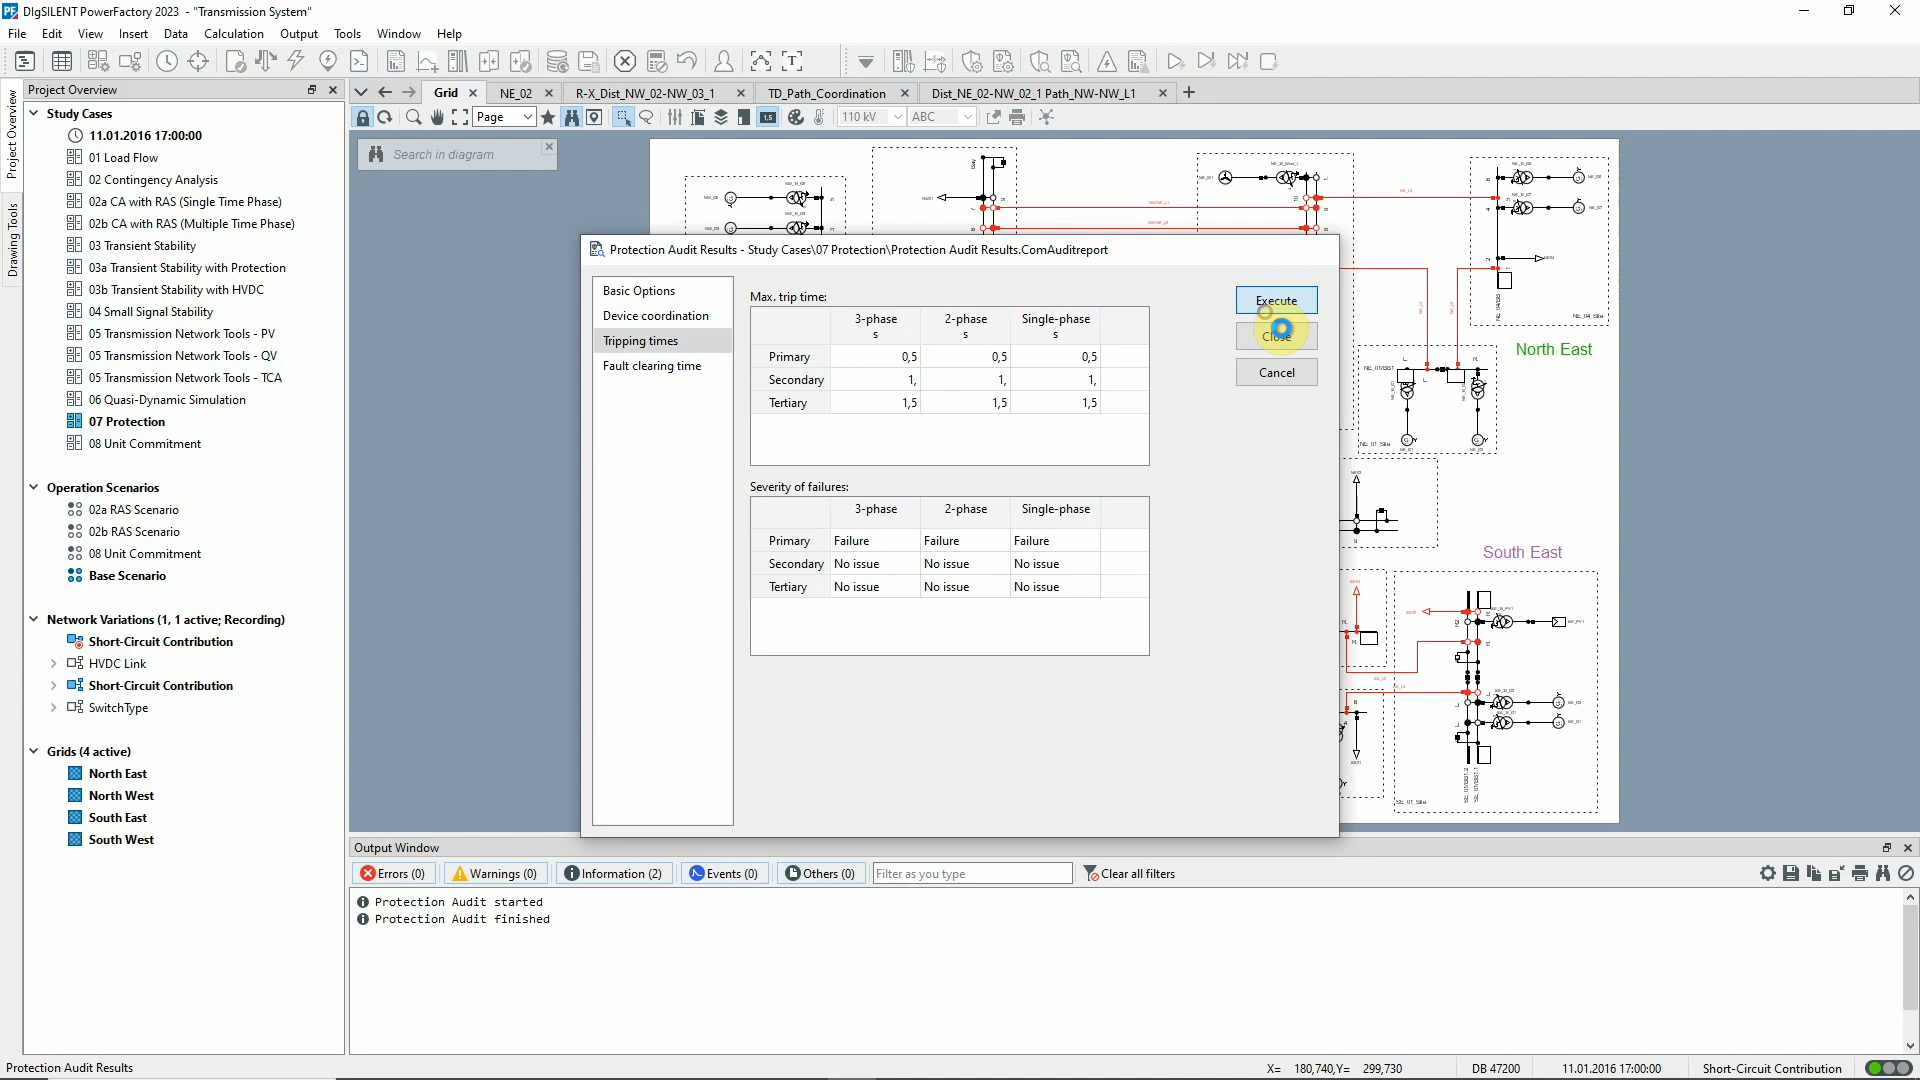 DIgSILENT PowerFactory 2023 - "Transmission System"
File Edit View Insert Data Calculation Output Tools Window Help
Project Overview
Drawing Tools
Project Overview
Study Cases
11.01.2016 17:00:00
01 Load Flow
02 Contingency Analysis
02a CA with RAS (Single Time Phase)
02b CA with RAS (Multiple Time Phase)
03 Transient Stability
03a Transient Stability with Protection
03b Transient Stability with HVDC
04 Small Signal Stability
05 Transmission Network Tools - PV
05 Transmission Network Tools - QV
05 Transmission Network Tools - TCA
06 Quasi-Dynamic Simulation
07 Protection
08 Unit Commitment
Operation Scenarios
02a RAS Scenario
02b RAS Scenario
08 Unit Commitment
Base Scenario
Network Variations (1, 1 active; Recording)
Short-Circuit Contribution
HVDC Link
Short-Circuit Contribution
SwitchType
Grids (4 active)
North East
North West
South East
South West
Grid NE_02 R-X_Dist_NW_02-NW_03_1 TD_Path_Coordination Dist_NE_02-NW_02_1 Path_NW-NW_L1
Page 110 kV ABC
Search in diagram
North East
South East
Protection Audit Results - Study Cases\07 Protection\Protection Audit Results.ComAuditreport
Basic Options
Device coordination
Tripping times
Fault clearing time
Max. trip time:
3-phase 2-phase Single-phase
s s s
Primary 0,5 0,5 0,5
Secondary 1, 1, 1,
Tertiary 1,5 1,5 1,5
Severity of failures:
3-phase 2-phase Single-phase
Primary Failure Failure Failure
Secondary No issue No issue No issue
Tertiary No issue No issue No issue
Execute
Close
Cancel
Output Window
Errors (0) Warnings (0) Information (2) Events (0) Others (0) Filter as you type Clear all filters
Protection Audit started
Protection Audit finished
Protection Audit Results X= 180,740,Y= 299,730 DB 47200 11.01.2016 17:00:00 Short-Circuit Contribution